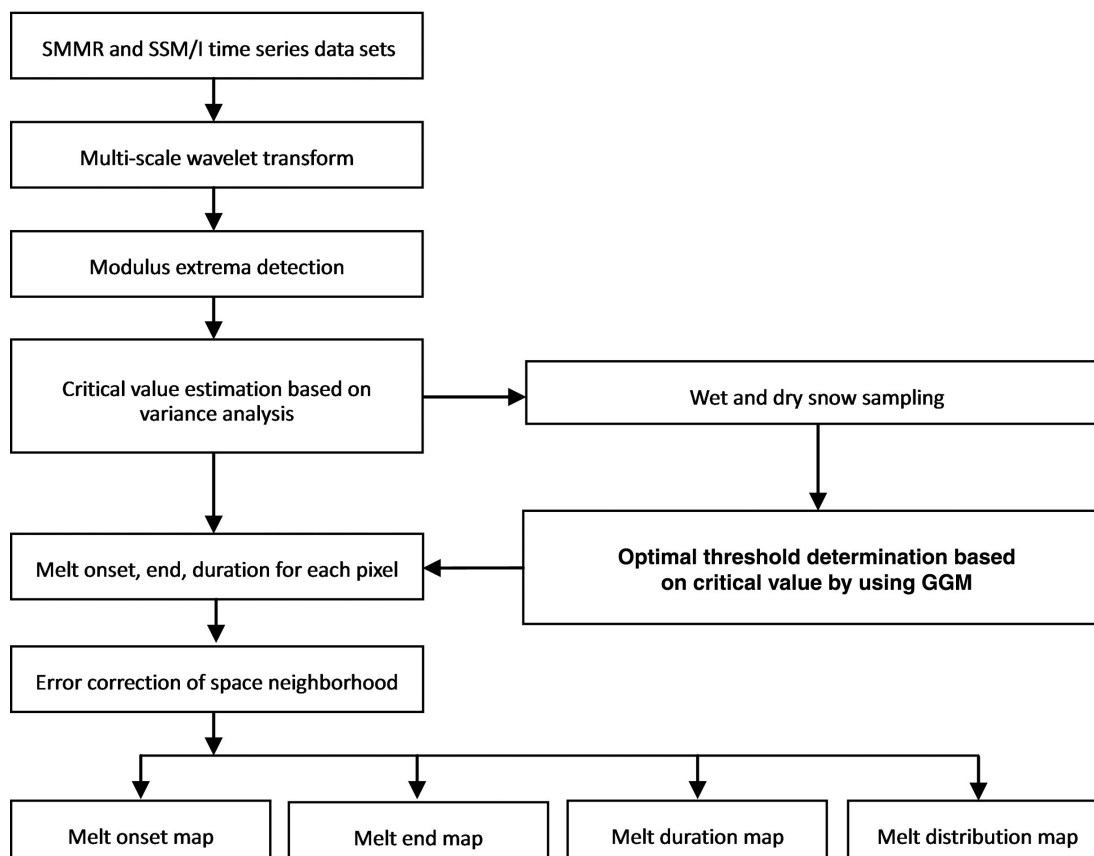 SMMR and SSM/I time series data sets
Multi-scale wavelet transform
Modulus extrema detection
Critical value estimation based on
variance analysis
Wet and dry snow sampling
Optimal threshold determination based
on critical value by using GGM
Melt onset, end, duration for each pixel
Error correction of space neighborhood
Melt onset map
Melt end map
Melt duration map
Melt distribution map